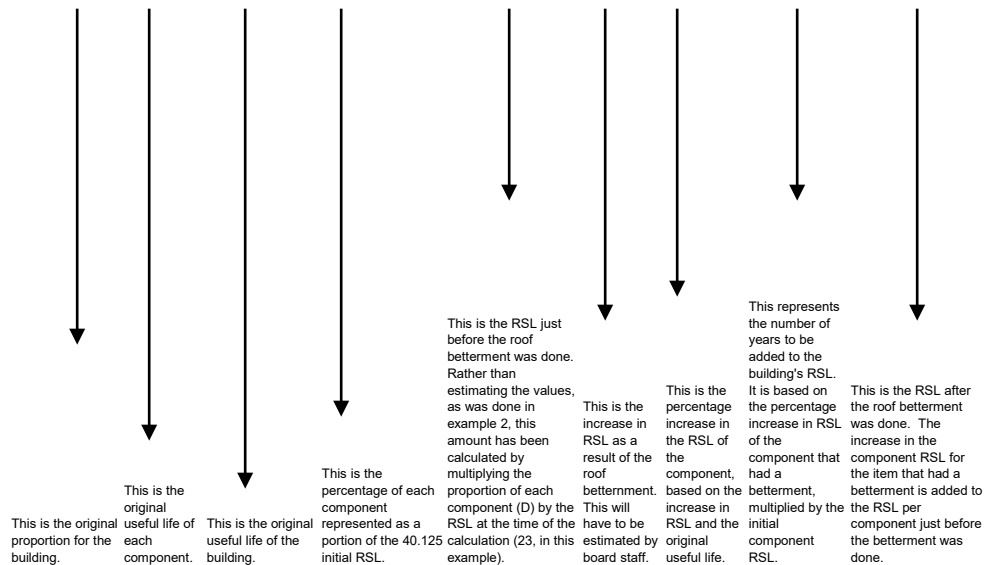 This is the original
proportion for the
building.
This is the
original
useful life of
each
component.
This is the original
useful life of the
building.
This is the
percentage of each
component
represented as a
portion of the 40.125
initial RSL.
This is the RSL just
before the roof
betterment was done.
Rather than
estimating the values,
as was done in
example 2, this
amount has been
calculated by
multiplying the
proportion of each
component (D) by the
RSL at the time of the
calculation (23, in this
example).
This is the
increase in
RSL as a
result of the
roof
betternment.
This will
have to be
estimated by
board staff.
This is the
percentage
increase in
the RSL of
the
component,
based on the
increase in
RSL and the
original
useful life.
This represents
the number of
years to be
added to the
building's RSL.
It is based on
the percentage
increase in RSL
of the
component that
had a
betterment,
multiplied by the
initial
component
RSL.
This is the RSL after
the roof betterment
was done.  The
increase in the
component RSL for
the item that had a
betterment is added to
the RSL per
component just before
the betterment was
done.